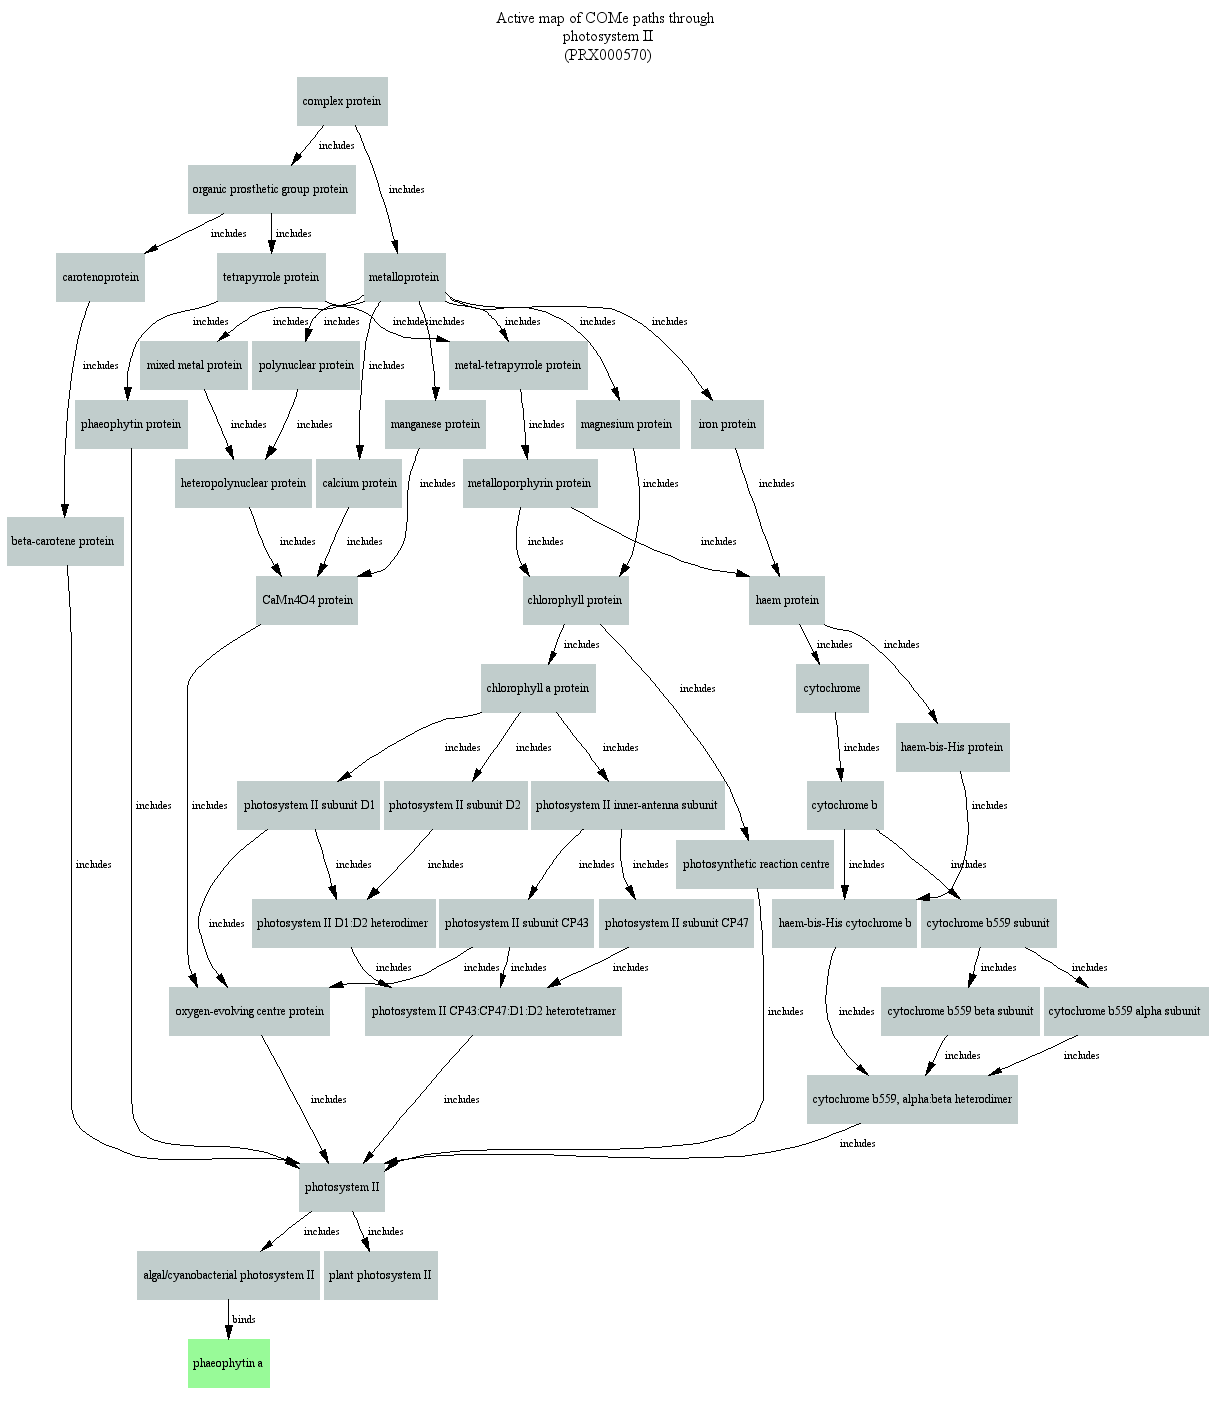 Active map of COMe paths through
photosystem II
(PRX000570)
complex protein
includes
organic prosthetic group protein
includes
includes
includes
carotenoprotein
tetrapyrrole protein
metalloprotein
includes
includes
includes
includes
includes
includes
includes
includes
mixed metal protein
polynuclear protein
metal-tetrapyrrole protein
includes
includes
phaeophytin protein
manganese protein
magnesium protein
iron protein
includes
includes
includes
heteropolynuclear protein
calcium protein
metalloporphyrin protein
includes
includes
includes
beta-carotene protein
includes
includes
includes
includes
CaMn4O4 protein
chlorophyll protein
haem protein
includes
includes
includes
chlorophyll a protein
includes
cytochrome
haem-bis-His protein
includes
includes
includes
includes
photosystem II subunit D1
photosystem II subunit D2
photosystem II inner-antenna subunit
cytochrome b
includes
includes
includes
includes
includes
includes
includes
photosynthetic reaction centre
includes
includes
photosystem II D1:D2 heterodimer
photosystem II subunit CP43
photosystem II subunit CP47
haem-bis-His cytochrome b
cytochrome b559 subunit
includes
includes
includes
includes
includes
includes
includes
oxygen-evolving centre protein
photosystem II CP43:CP47:D1:D2 heterotetramer
includes
includes
cytochrome b559 beta subunit
cytochrome b559 alpha subunit
includes
includes
includes
includes
cytochrome b559, alpha:beta heterodimer
includes
photosystem II
includes
includes
algal/cyanobacterial photosystem II
plant photosystem II
binds
phaeophytin a